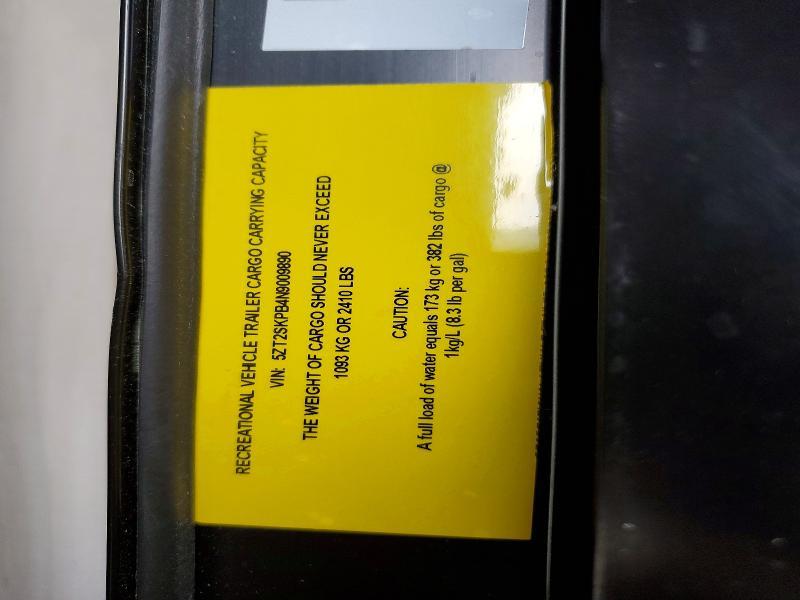 RECREATIONAL VEHICLE TRAILER CARGO CARRYING CAPACITY
VIN: 5ZT2SKPB4N9009890
THE WEIGHT OF CARGO SHOULD NEVER EXCEED
1093 KG OR 2410 LBS
CAUTION:
A full load of water equals 173 kg or 382 lbs of cargo @
1kg/L (8.3 lb per gal)